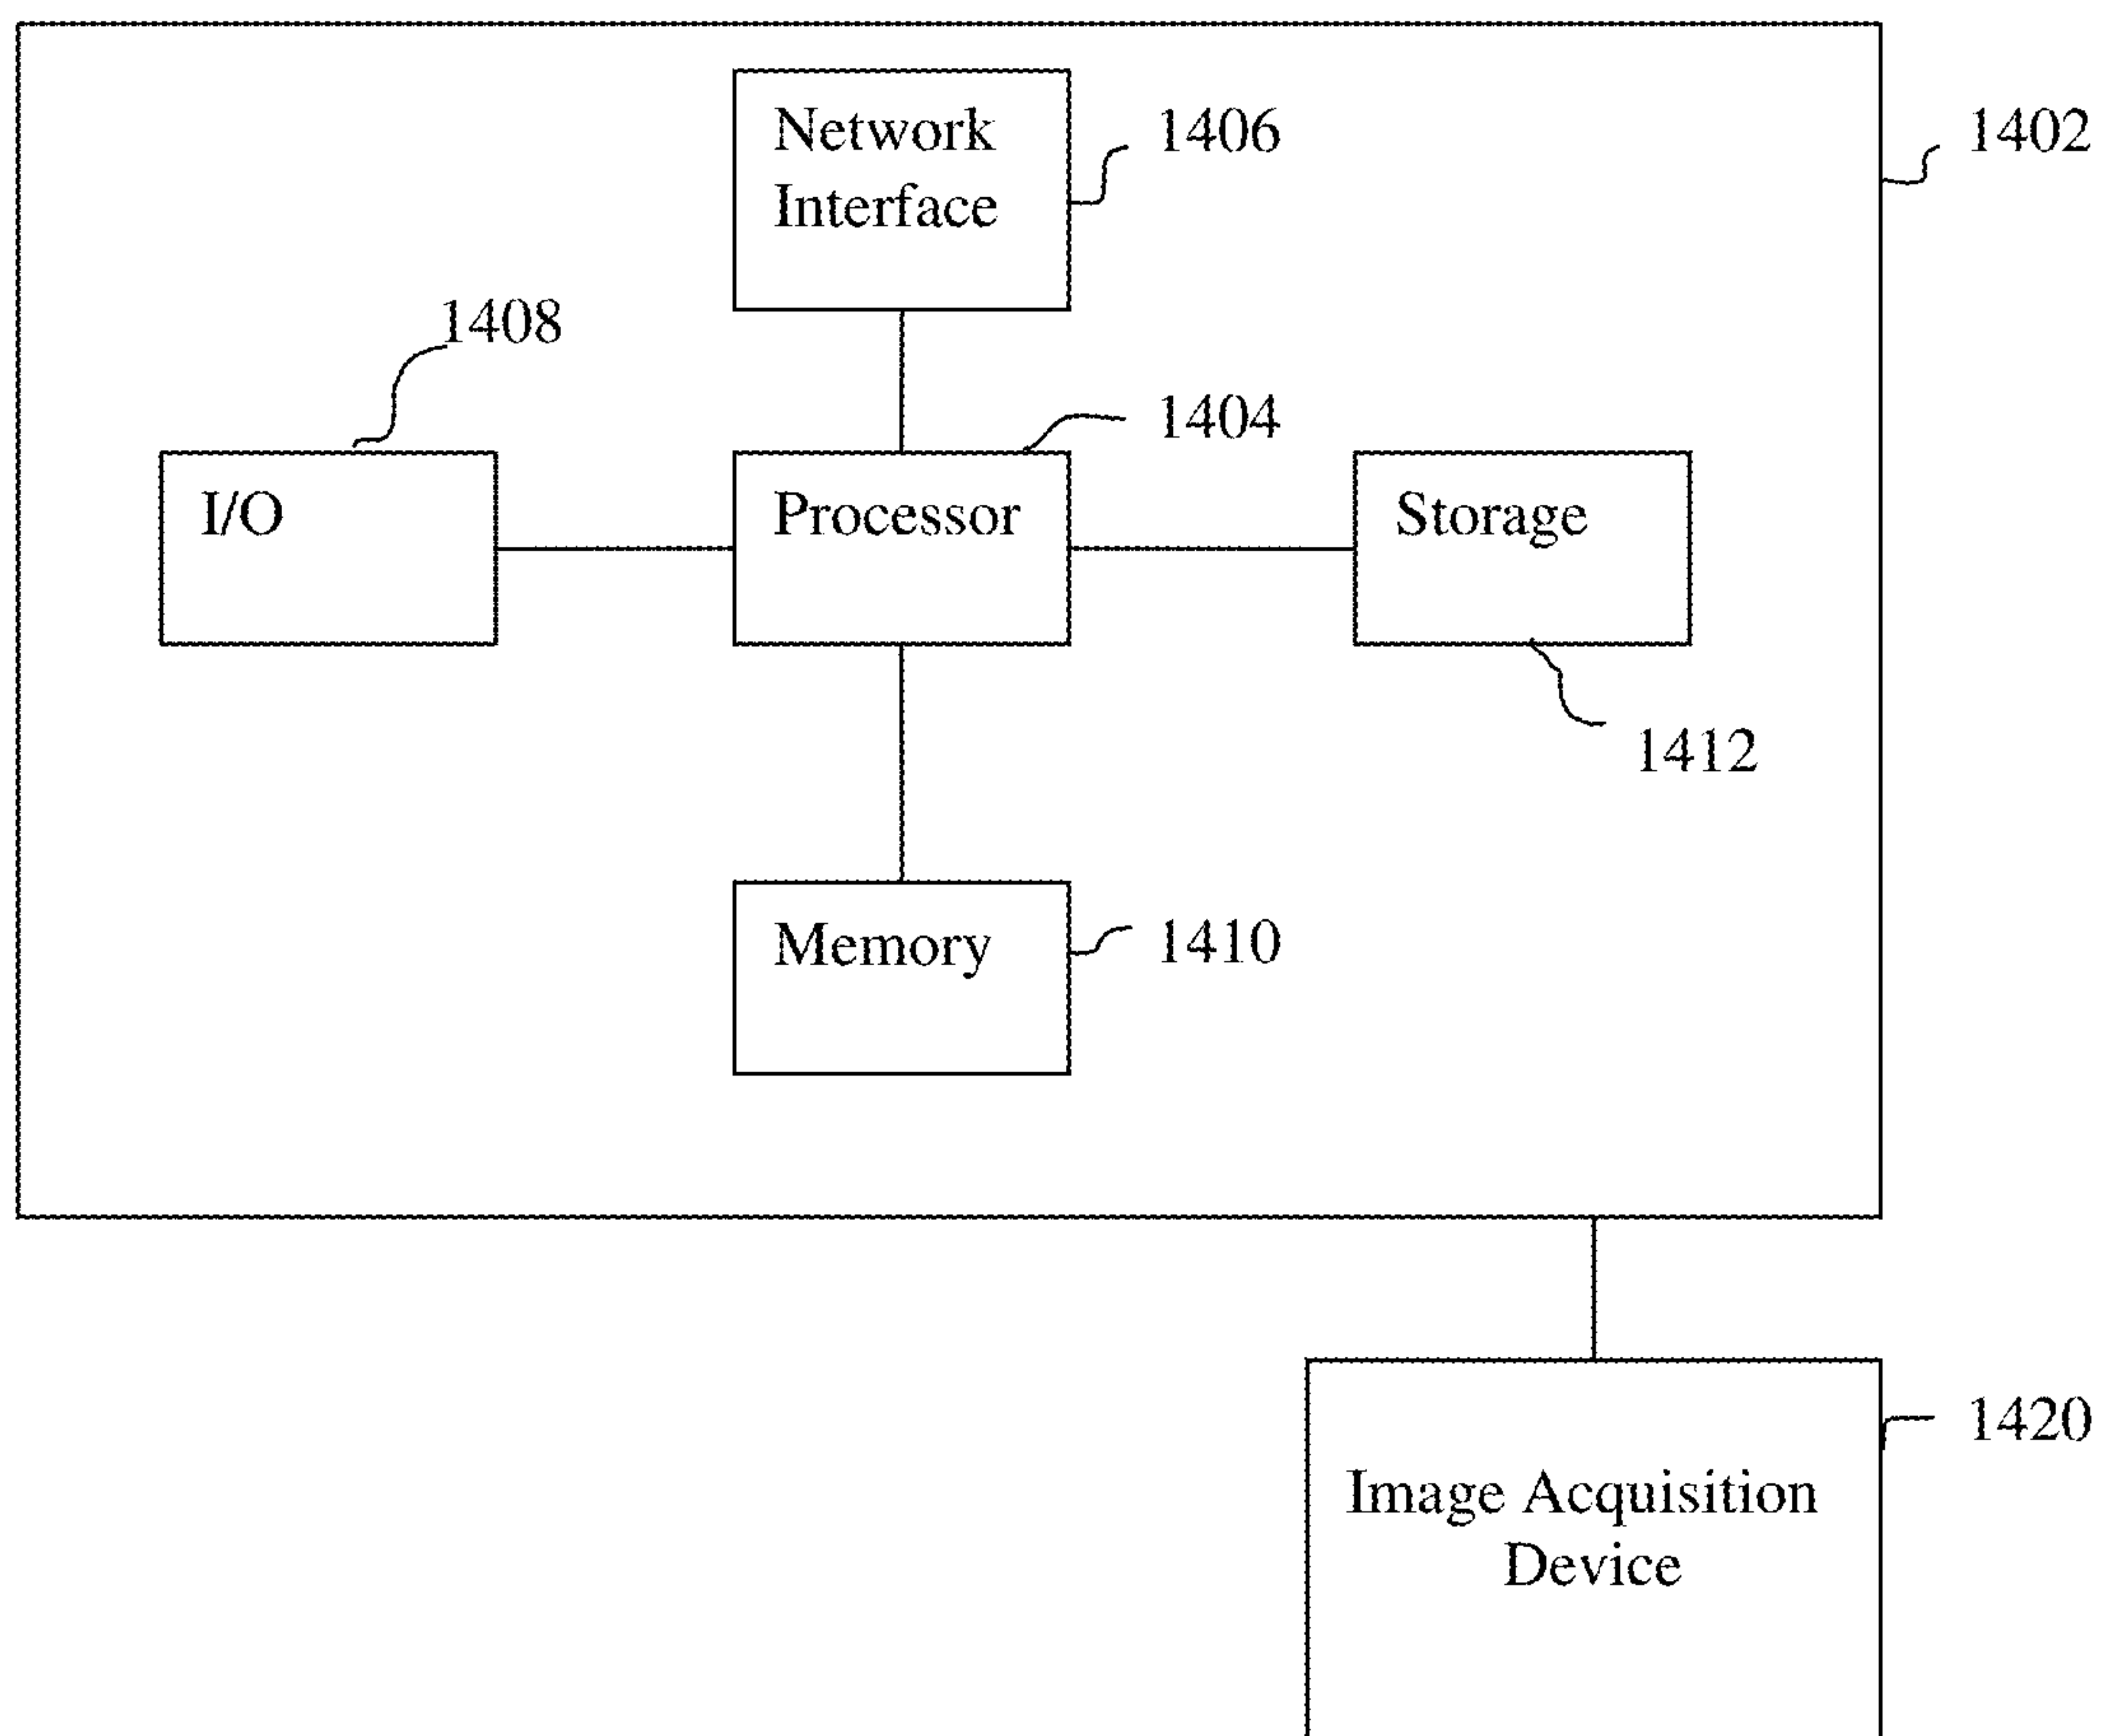 Network
Interface
1406
1402
1408
1404
I/O
Processor
Storage
1412
Memory
1410
1420
Image Acquisition
Device